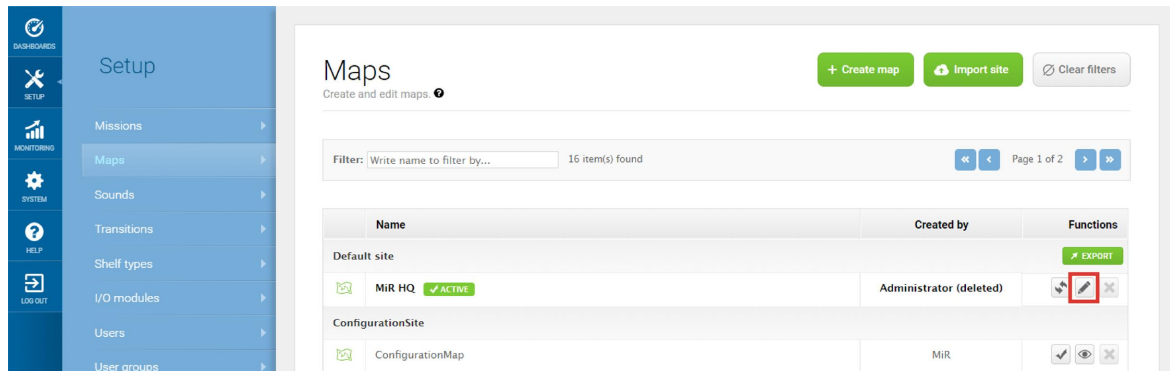 DASHBOARDS
SETUP
MONITORING
SYSTEM
HELP
LOG OUT
Setup
Missions
Maps
Sounds
Transitions
Shelf types
I/O modules
Users
User groups
Maps
Create and edit maps.
+ Create map
Import site
Clear filters
Filter: Write name to filter by... 16 item(s) found
Page 1 of 2
Name Created by Functions
Default site EXPORT
MiR HQ ACTIVE Administrator (deleted)
ConfigurationSite
ConfigurationMap MiR